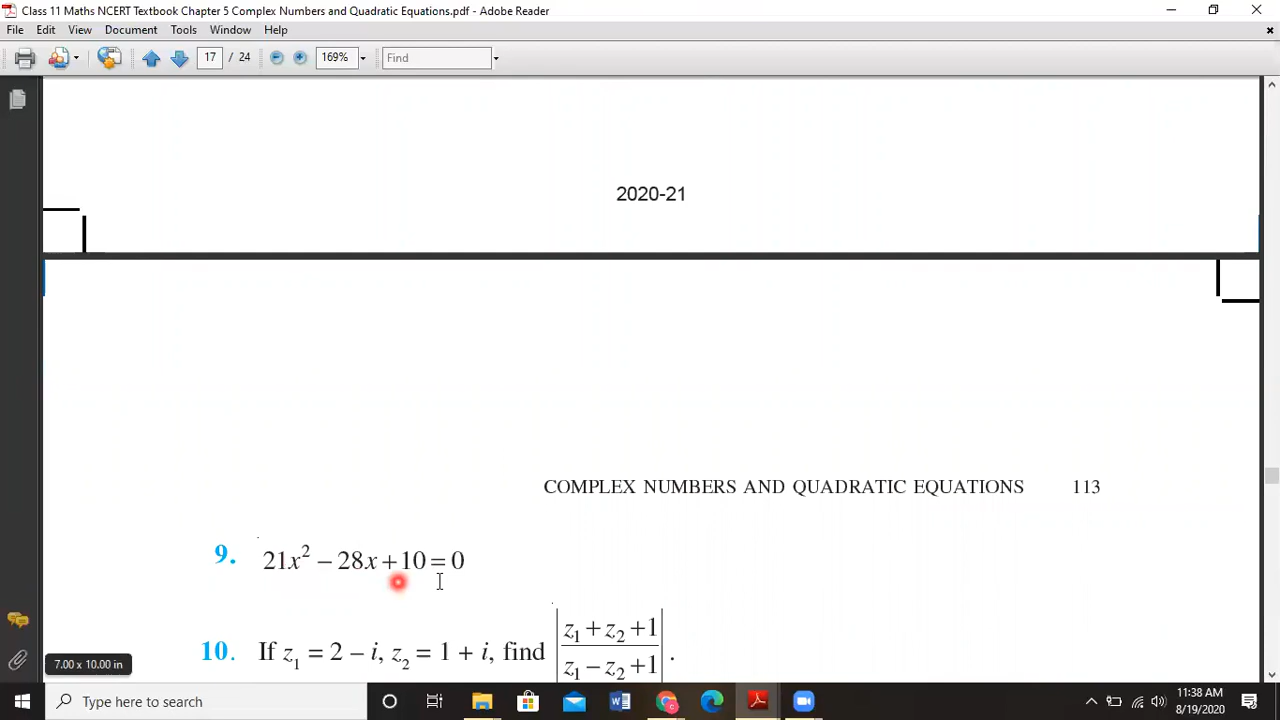 Class 11 Maths NCERT Textbook Chapter 5 Complex Numbers and Quadratic Equations.pdf - Adobe Reader
File Edit View Document Tools Window Help
17 / 24 169% Find
2020-21
COMPLEX NUMBERS AND QUADRATIC EQUATIONS 113
9. 21x² – 28x + 10 = 0
10. If z₁ = 2 – i, z₂ = 1 + i, find |(z₁ + z₂ + 1)/(z₁ – z₂ + 1)| .
7.00 x 10.00 in
Type here to search
11:38 AM
8/19/2020